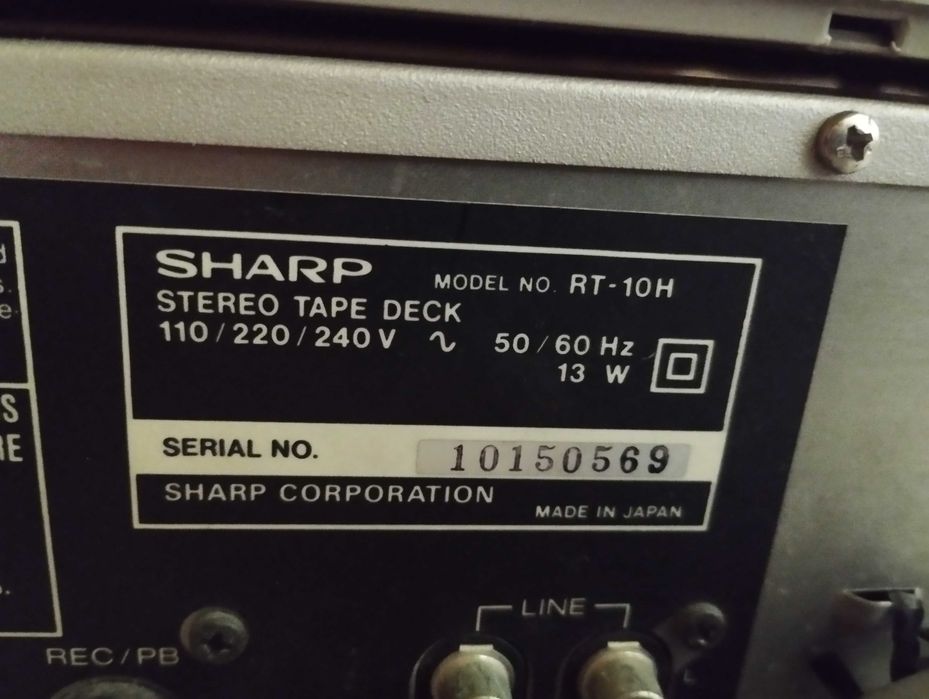 SHARP MODEL NO. RT-10H
STEREO TAPE DECK
110/220/240V ∿ 50/60 Hz
13 W
SERIAL NO. 10150569
SHARP CORPORATION
MADE IN JAPAN
LINE
REC/PB